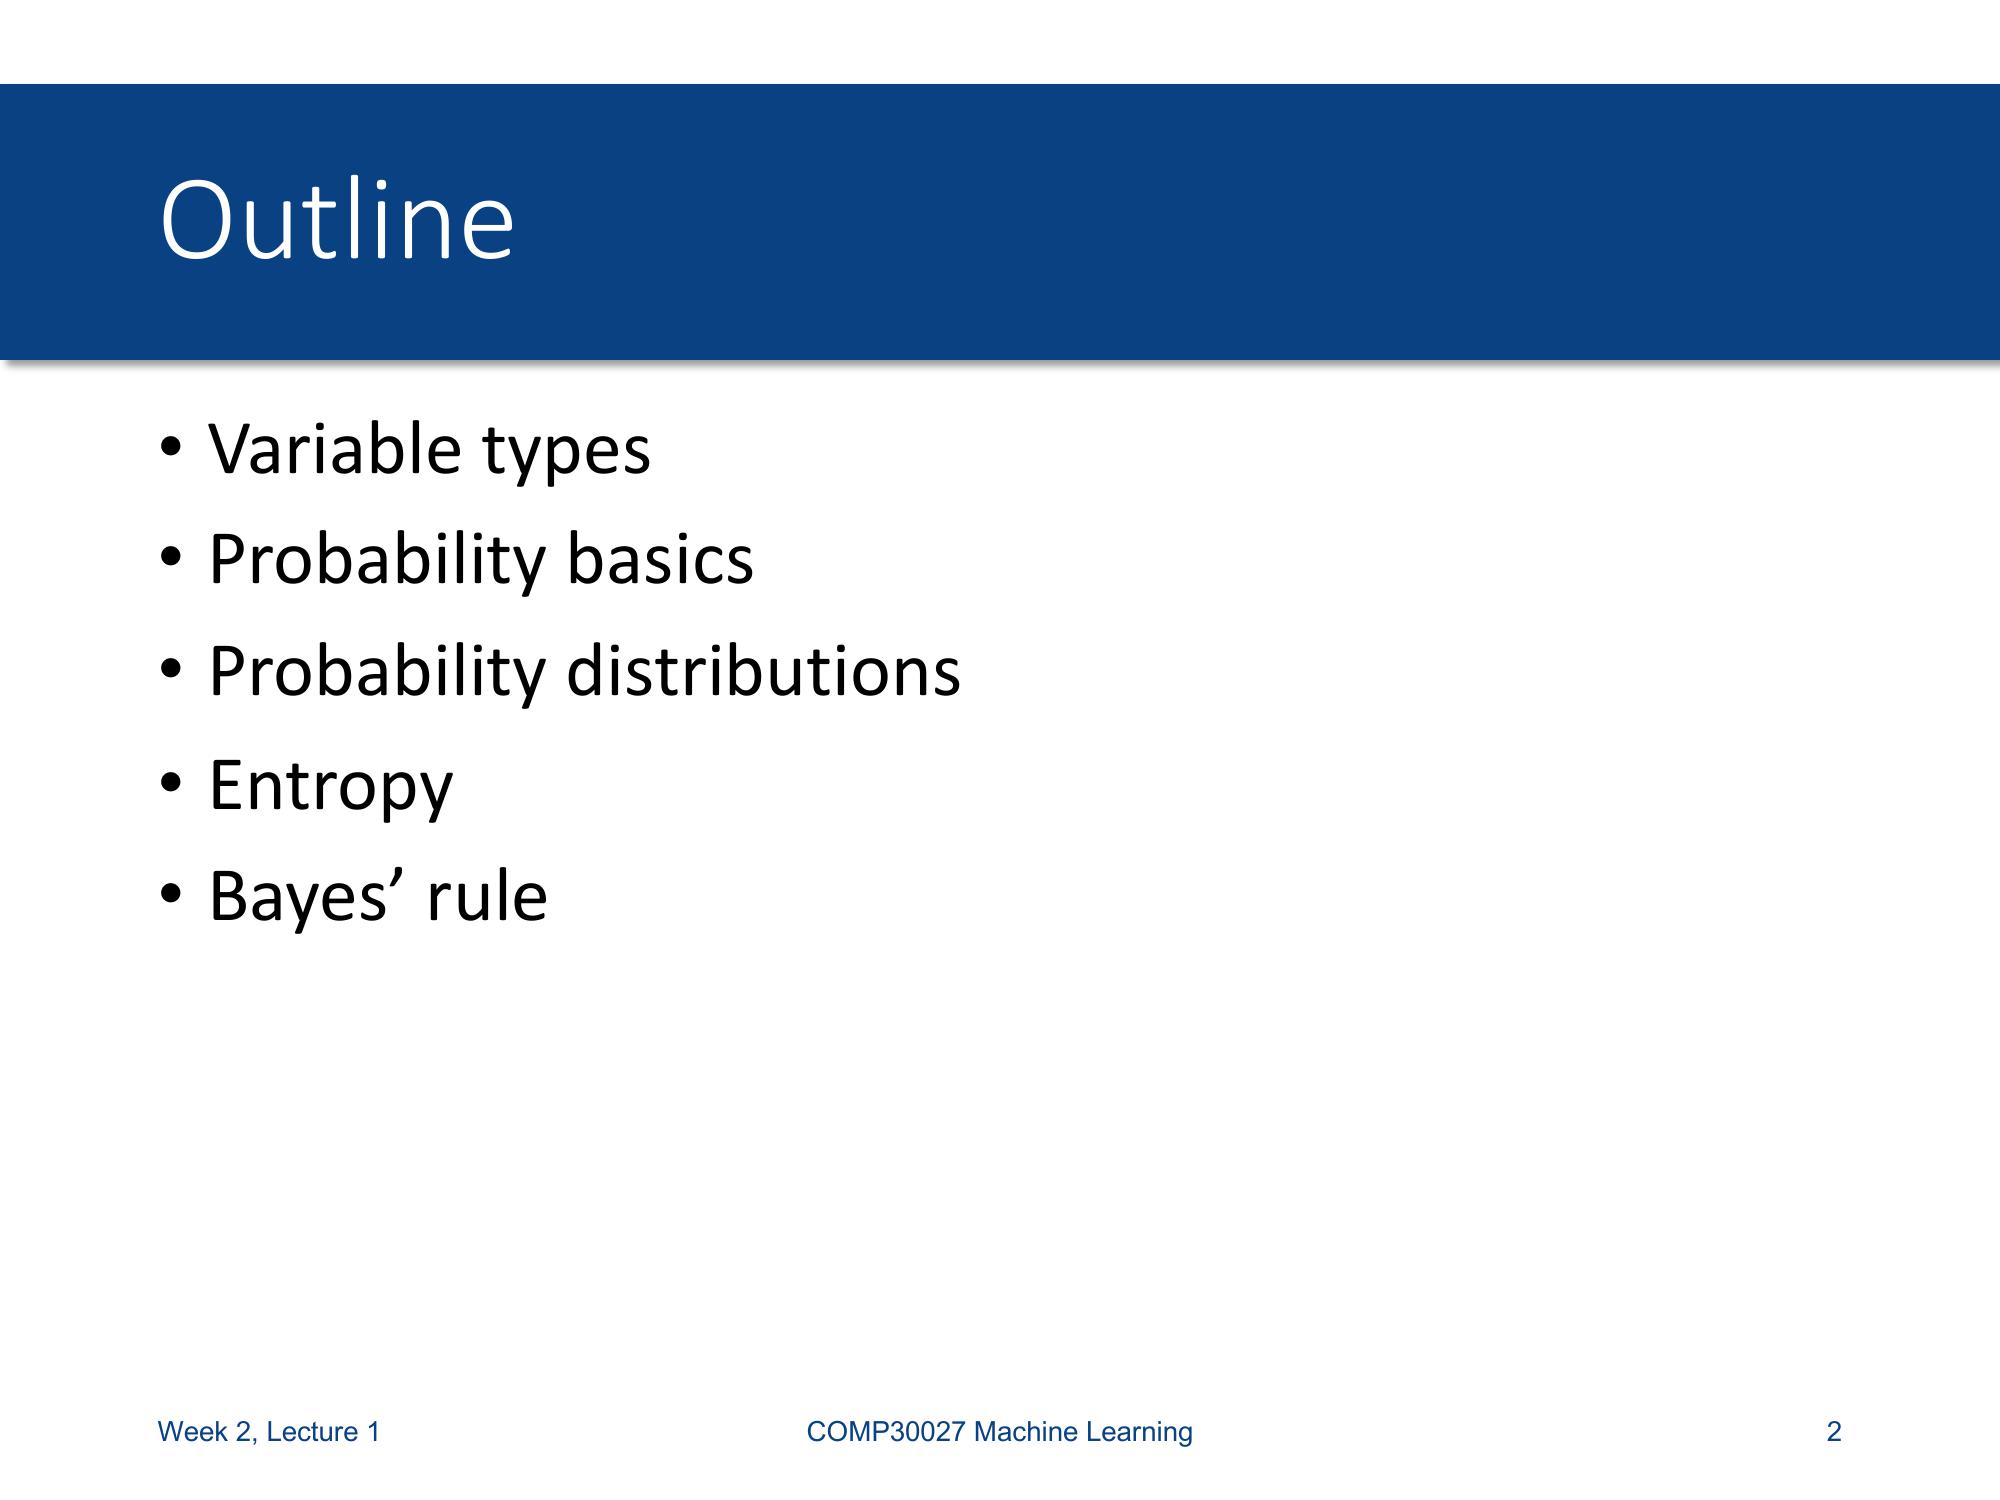 Outline
• Variable types
• Probability basics
• Probability distributions
• Entropy
• Bayes’ rule
Week 2, Lecture 1
COMP30027 Machine Learning
2